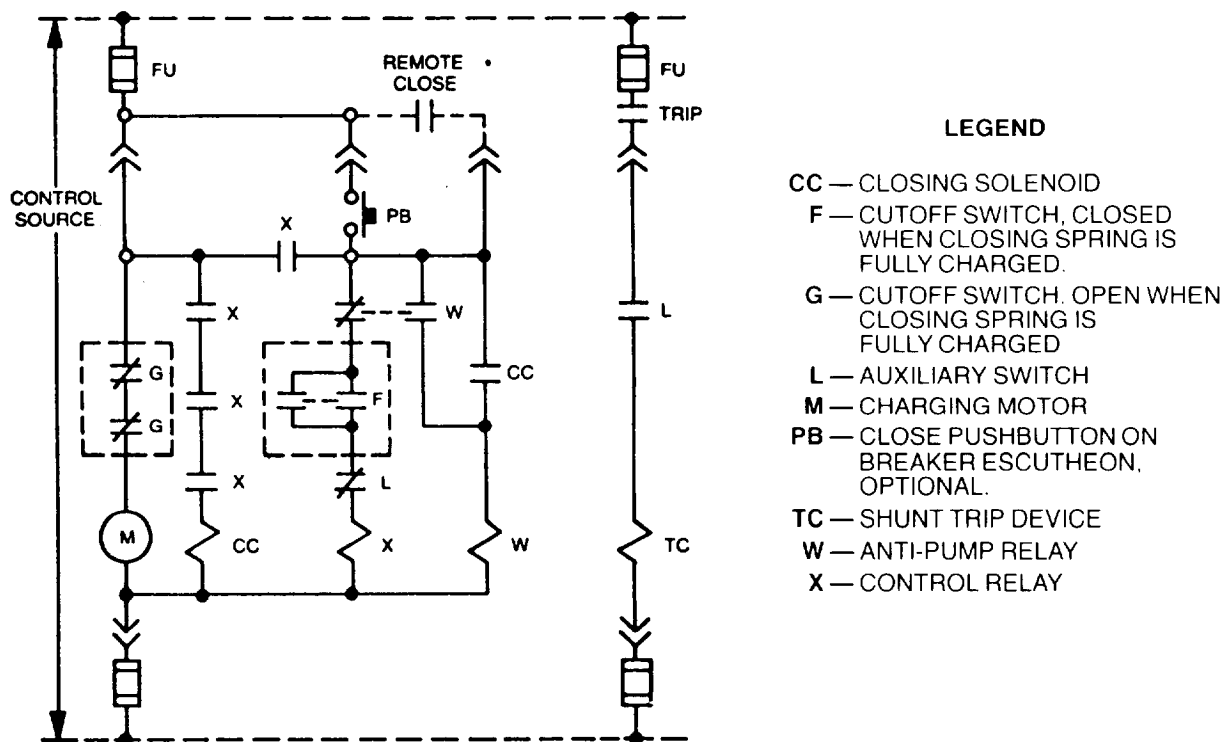 FU
REMOTE
CLOSE
FU
TRIP
CONTROL
SOURCE
PB
X
X
W
L
G
X
F
CC
G
X
L
M
CC
X
W
TC
LEGEND
CC — CLOSING SOLENOID
F — CUTOFF SWITCH, CLOSED
WHEN CLOSING SPRING IS
FULLY CHARGED.
G — CUTOFF SWITCH. OPEN WHEN
CLOSING SPRING IS
FULLY CHARGED
L — AUXILIARY SWITCH
M — CHARGING MOTOR
PB — CLOSE PUSHBUTTON ON
BREAKER ESCUTHEON,
OPTIONAL.
TC — SHUNT TRIP DEVICE
W — ANTI-PUMP RELAY
X — CONTROL RELAY